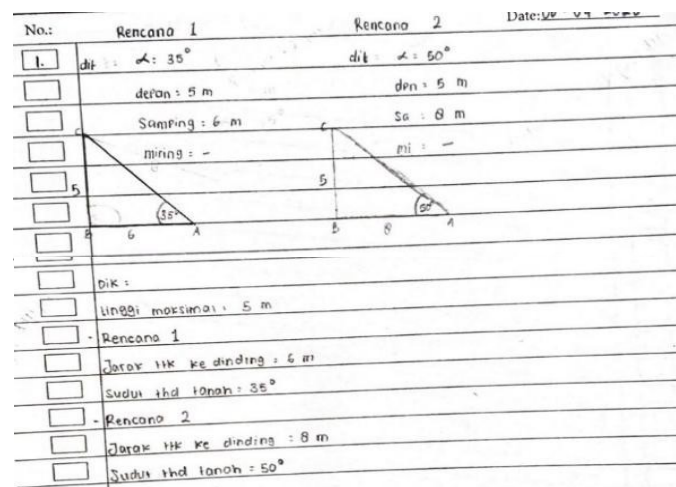 No.: Rencana 1 Rencana 2 Date:
1. dit : α : 35° dit : α : 50°
depan : 5 m dpn : 5 m
Samping : 6 m Sa : 8 m
miring : - mi : -
C C
5 5
35° 50°
B 6 A B 8 A
Dik :
tinggi maksimal : 5 m
- Rencana 1
Jarak ttk ke dinding : 6 m
Sudut thd tanah : 35°
- Rencana 2
Jarak ttk ke dinding : 8 m
Sudut thd tanah = 50°